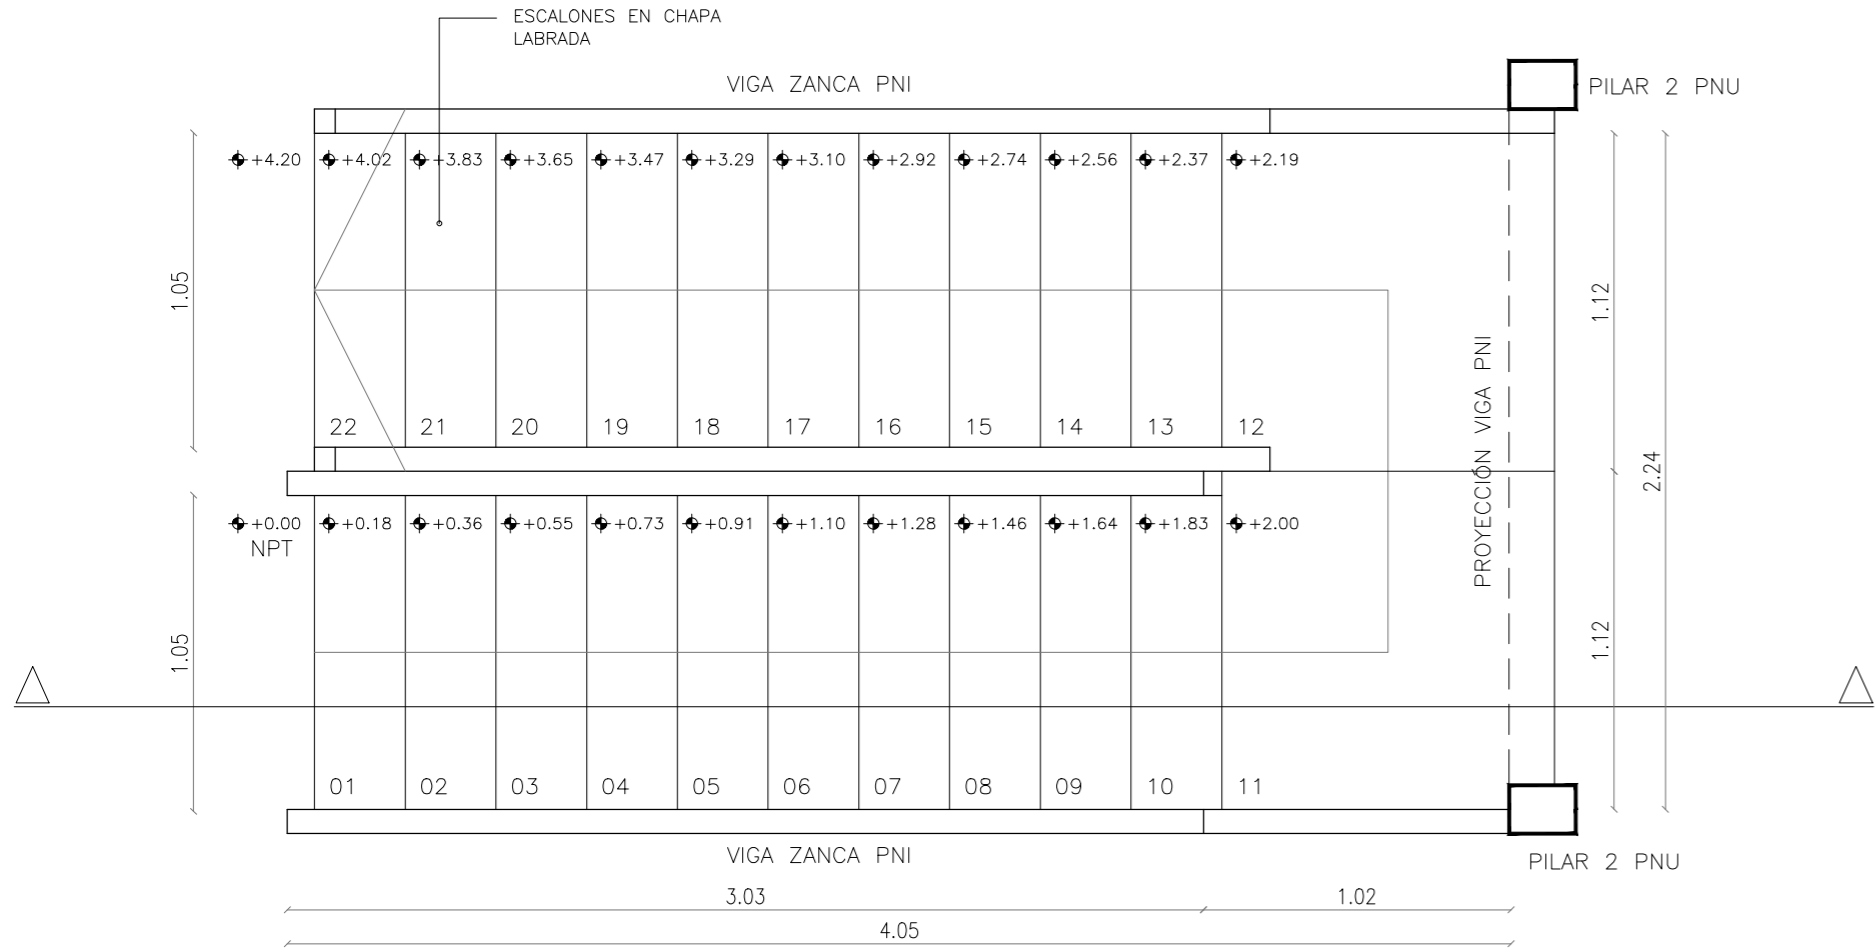 ESCALONES EN CHAPA
LABRADA
VIGA ZANCA PNI
PILAR 2 PNU
+4.20 +4.02 +3.83 +3.65 +3.47 +3.29 +3.10 +2.92 +2.74 +2.56 +2.37 +2.19
1.05
1.12
22 21 20 19 18 17 16 15 14 13 12
PROYECCIÓN VIGA PNI
2.24
+0.00 +0.18 +0.36 +0.55 +0.73 +0.91 +1.10 +1.28 +1.46 +1.64 +1.83 +2.00
NPT
1.05
1.12
01 02 03 04 05 06 07 08 09 10 11
VIGA ZANCA PNI
PILAR 2 PNU
3.03 1.02
4.05